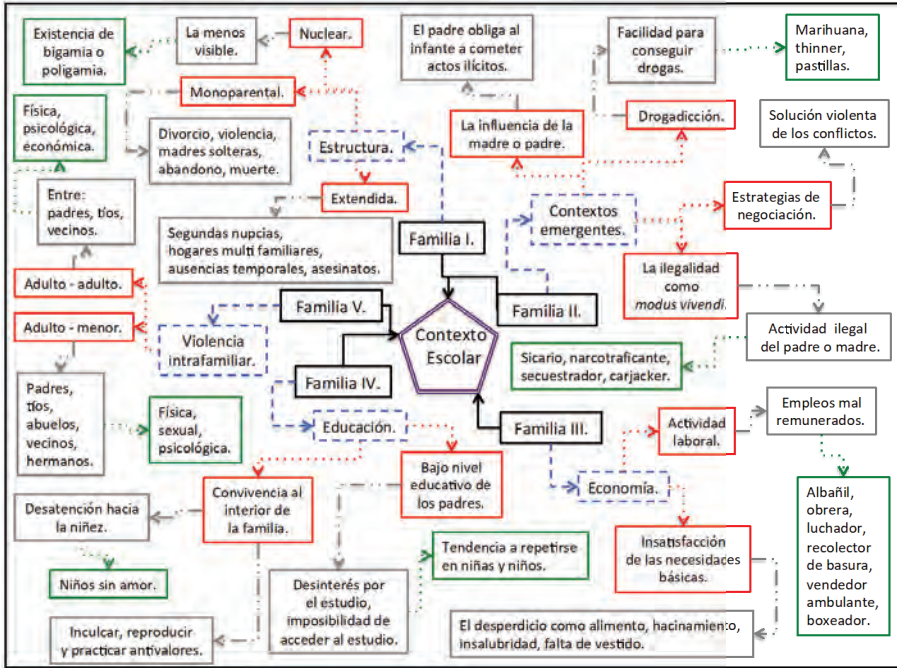 Existencia de
bigamia o
poligamia.
La menos
visible.
Nuclear.
El padre obliga al
infante a cometer
actos ilícitos.
Facilidad para
conseguir
drogas.
Marihuana,
thinner,
pastillas.
Física,
psicológica,
económica.
Monoparental.
Divorcio, violencia,
madres solteras,
abandono, muerte.
Estructura.
La influencia de la
madre o padre.
Drogadicción.
Solución violenta
de los conflictos.
Entre:
padres, tíos,
vecinos.
Extendida.
Contextos
emergentes.
Estrategias de
negociación.
Segundas nupcias,
hogares multi familiares,
ausencias temporales, asesinatos.
Familia I.
Adulto - adulto.
Familia V.
Familia II.
La ilegalidad
como
modus vivendi.
Adulto - menor.
Violencia
intrafamiliar.
Contexto
Escolar
Actividad ilegal
del padre o madre.
Familia IV.
Sicario, narcotraficante,
secuestrador, carjacker.
Padres,
tíos,
abuelos,
vecinos,
hermanos.
Física,
sexual,
psicológica.
Educación.
Familia III.
Actividad
laboral.
Empleos mal
remunerados.
Convivencia al
interior de
la familia.
Bajo nivel
educativo de
los padres.
Economía.
Desatención hacia
la niñez.
Albañil,
obrera,
luchador,
recolector
de basura,
vendedor
ambulante,
boxeador.
Niños sin amor.
Desinterés por
el estudio,
imposibilidad de
acceder al estudio.
Tendencia a repetirse
en niñas y niños.
Insatisfacción
de las necesidades
básicas.
Inculcar, reproducir
y practicar antivalores.
El desperdicio como alimento, hacinamiento,
insalubridad, falta de vestido.